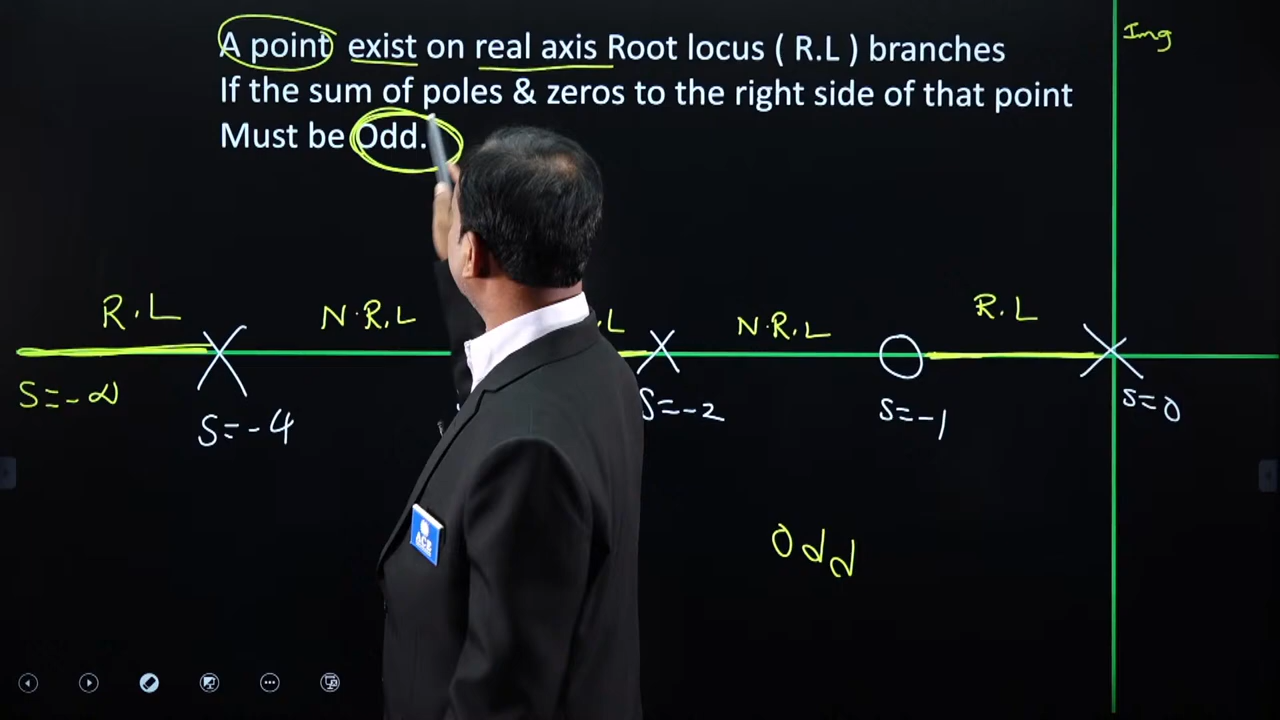 A point exist on real axis Root locus ( R.L ) branches
Img
If the sum of poles & zeros to the right side of that point
Must be Odd.
R.L N.R.L .L N.R.L R.L
S=-∞ S=-4 S=-2 S=-1 S=0
Odd
ACE